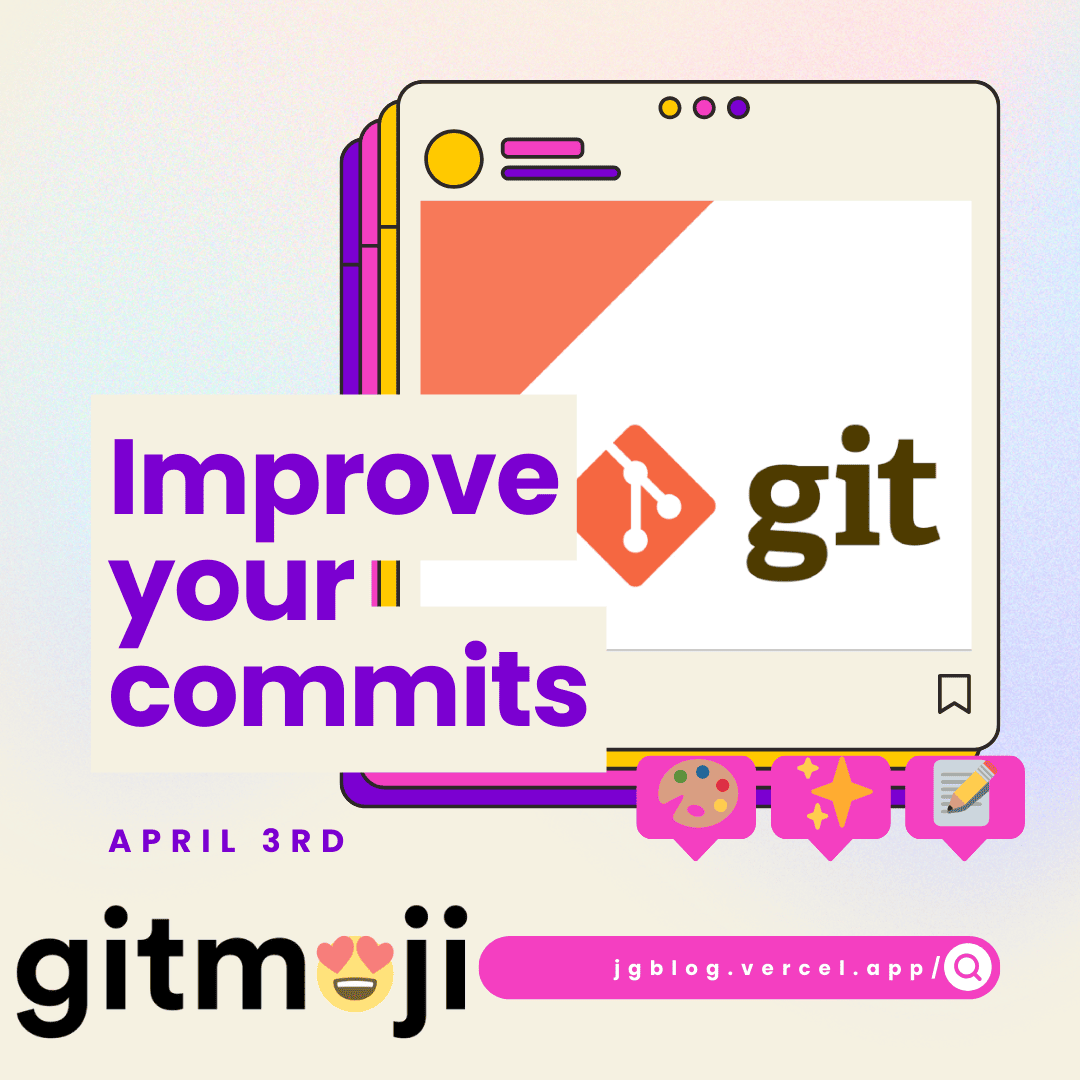 git
Improve
your
commits
APRIL 3RD
gitmoji
jgblog.vercel.app/